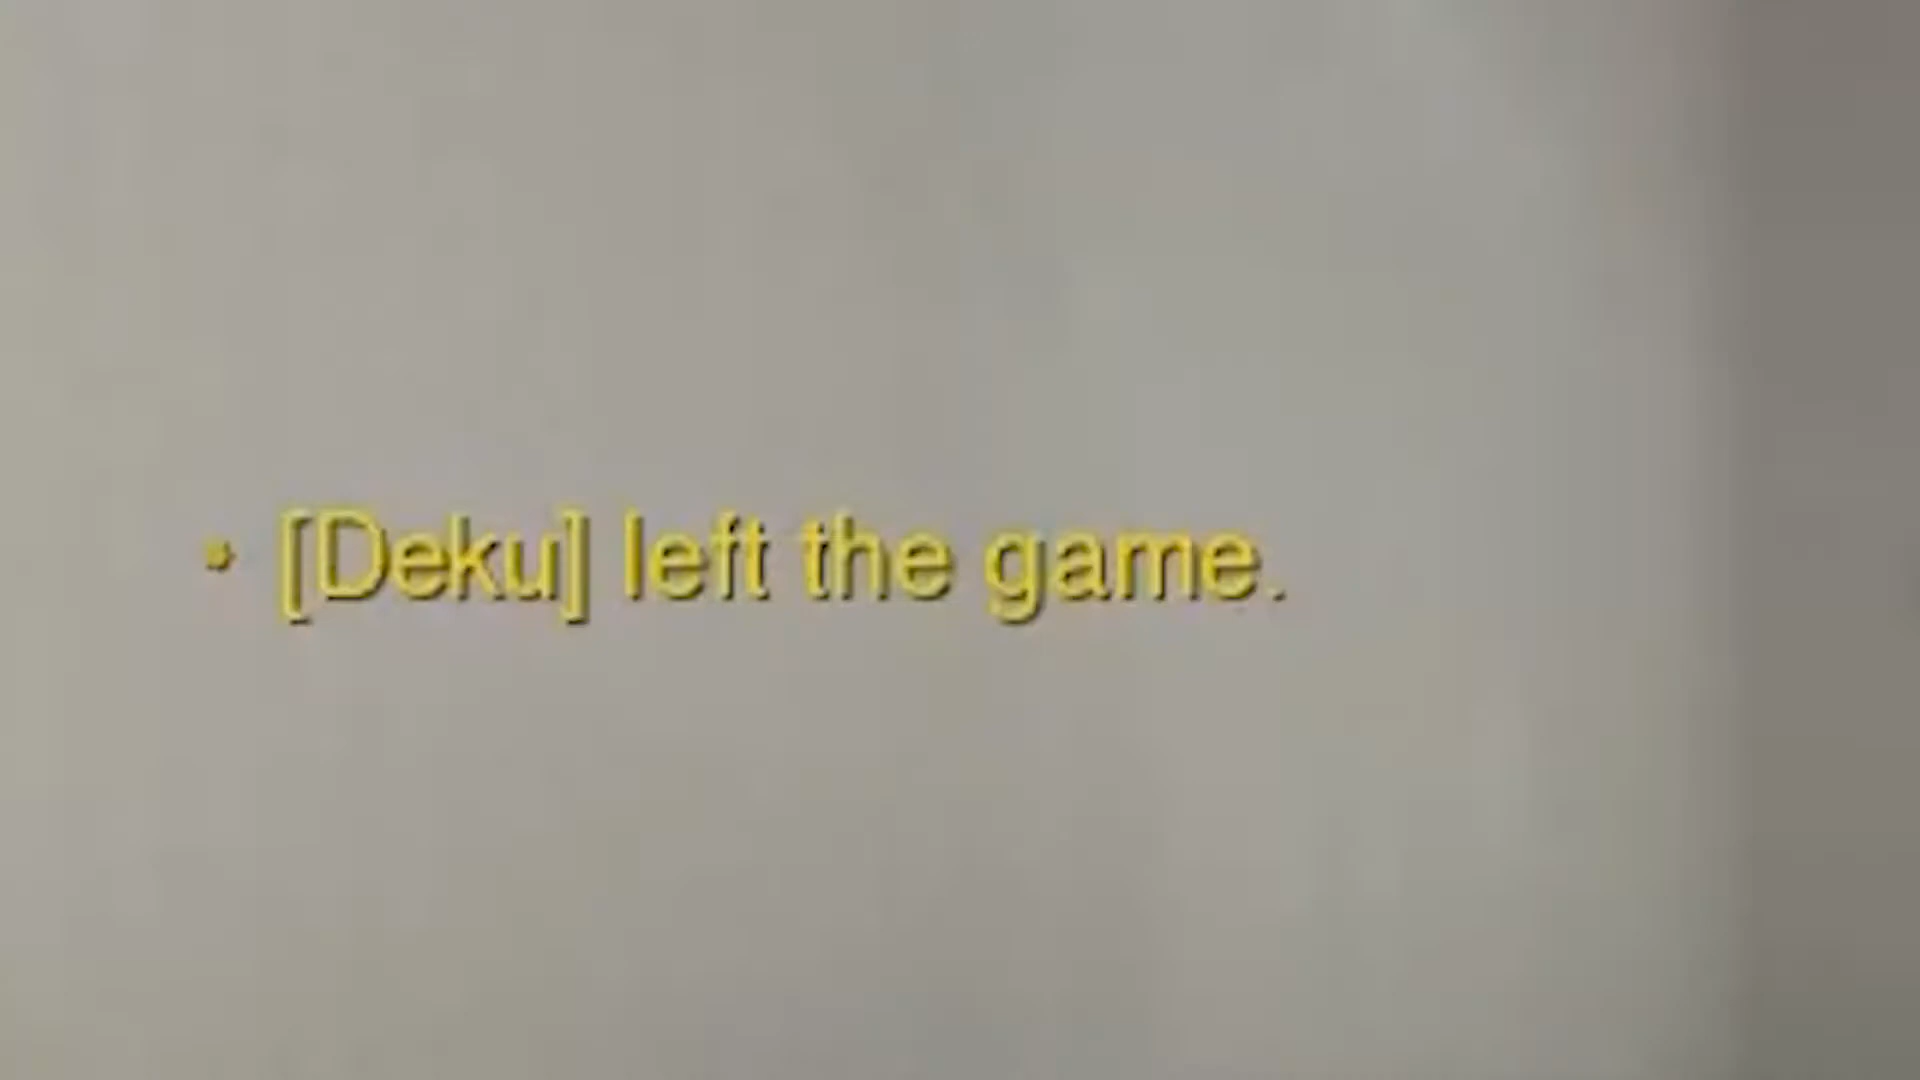 • [Deku] left the game.